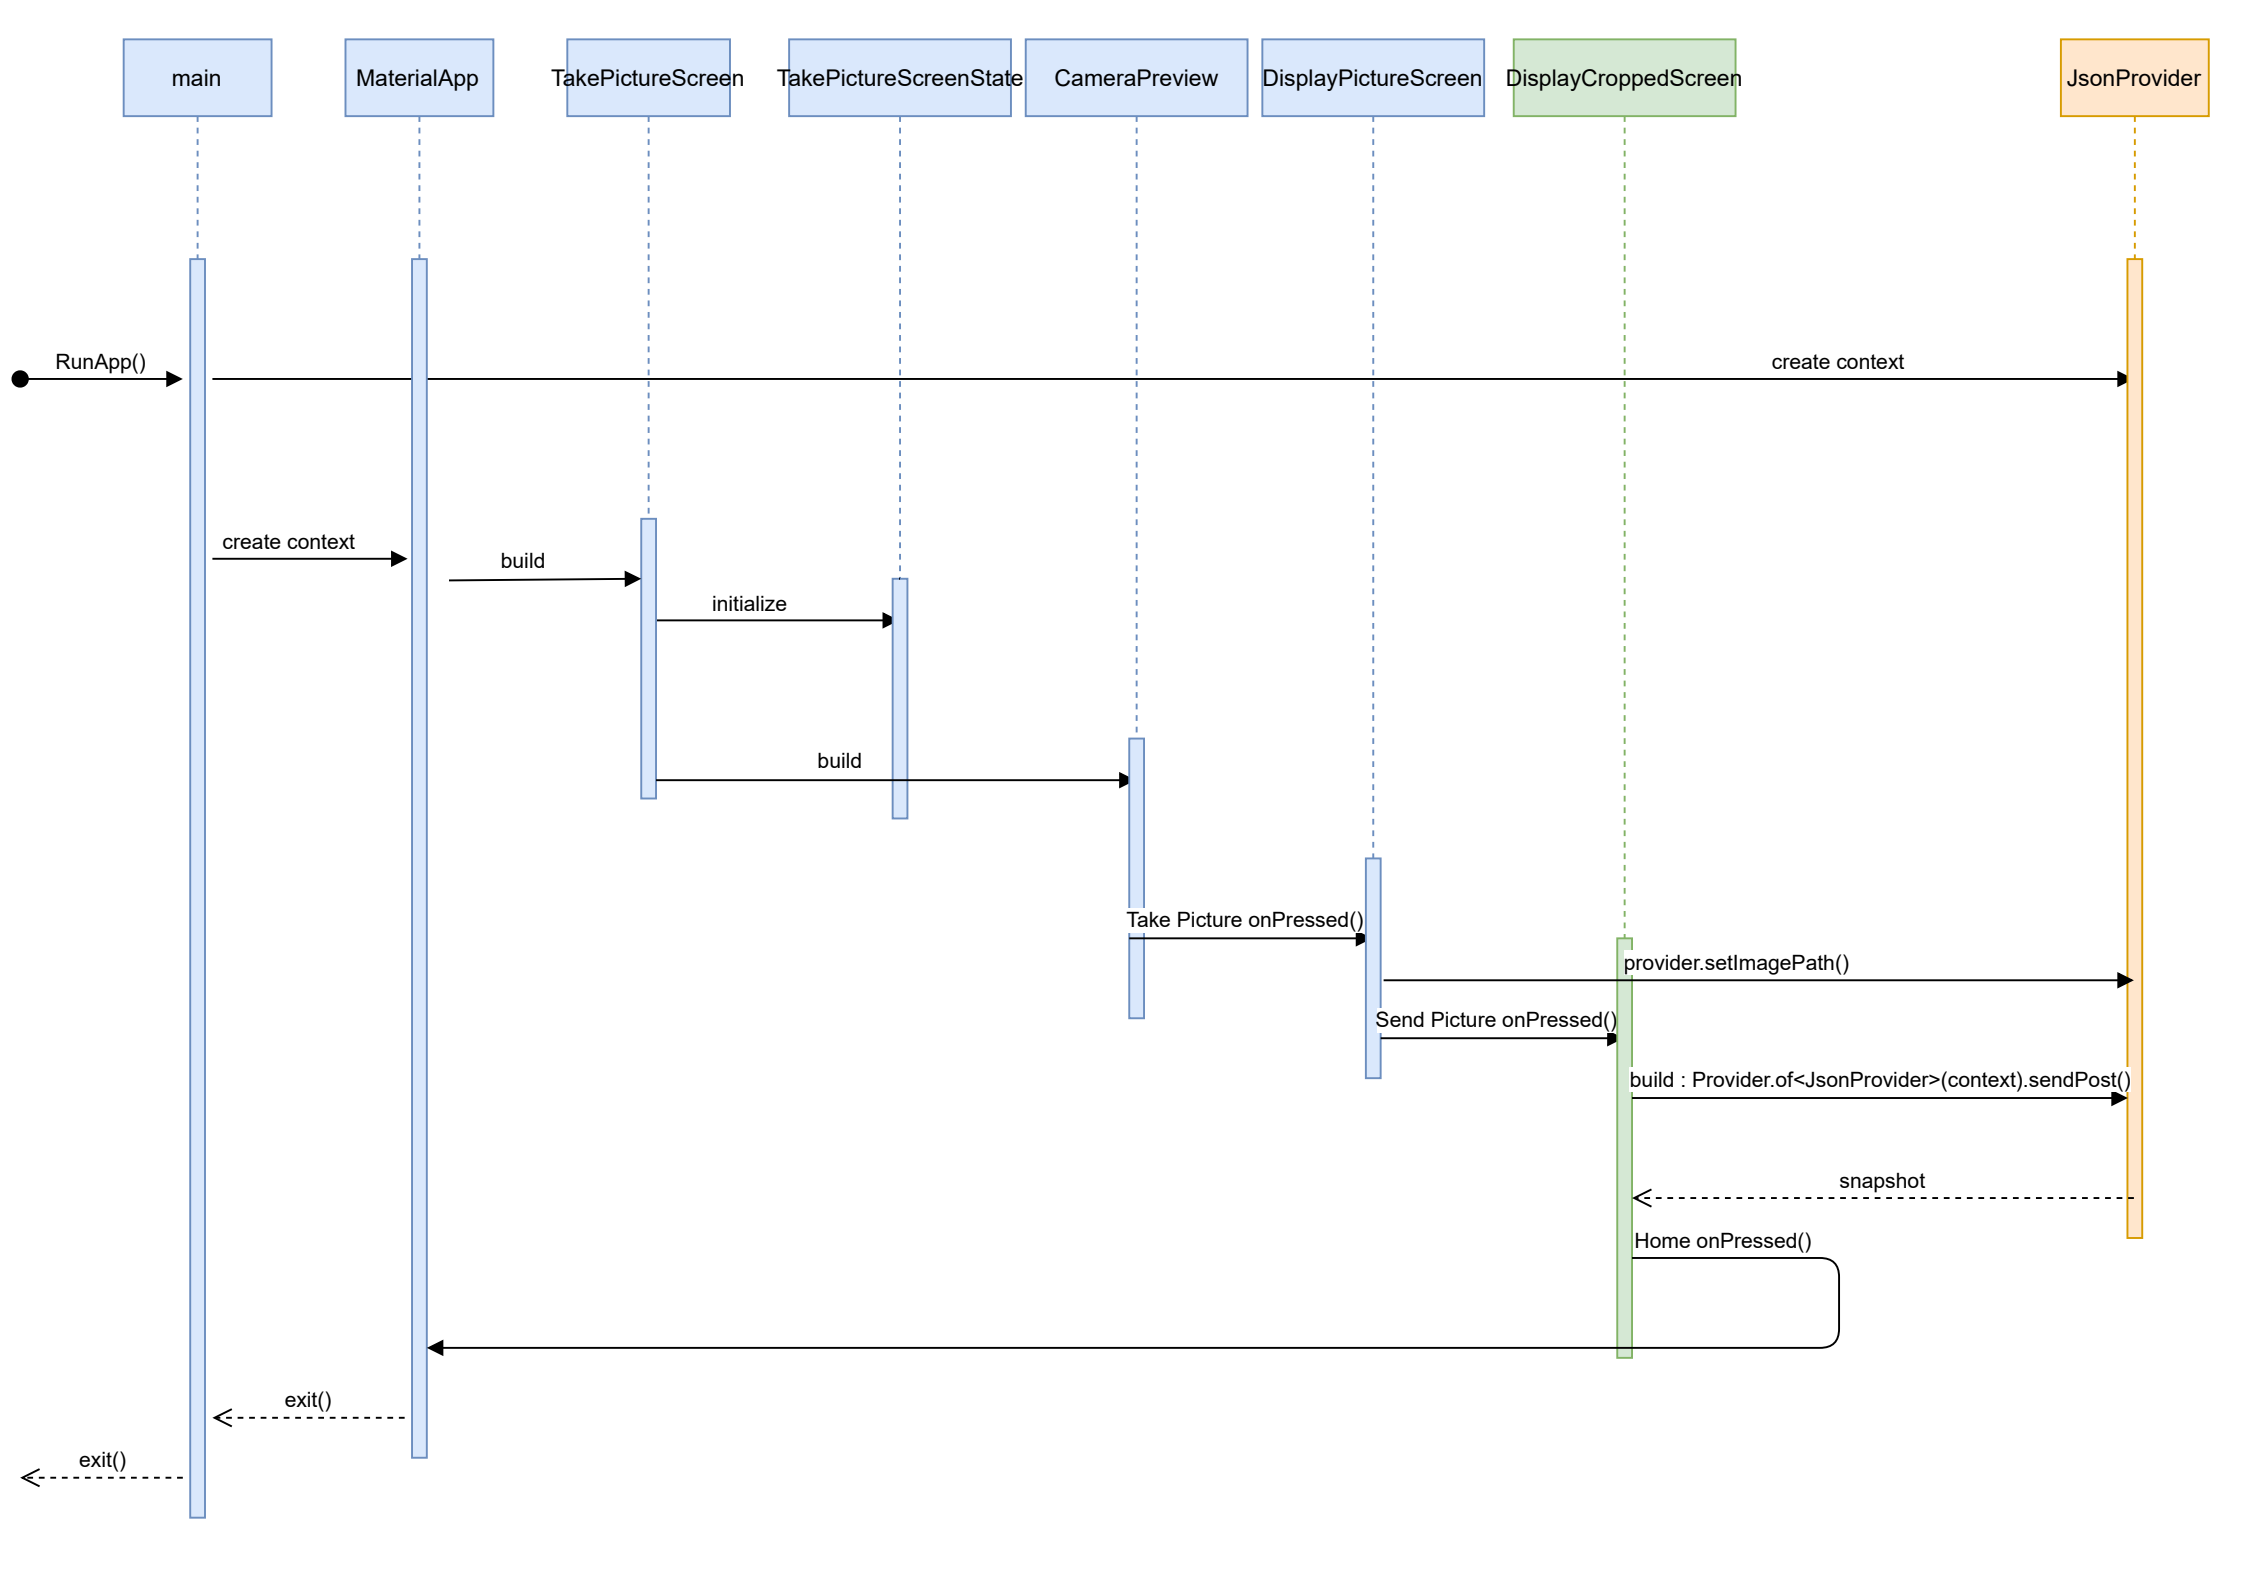 main
MaterialApp
TakePictureScreen
TakePictureScreenState
CameraPreview
DisplayPictureScreen
DisplayCroppedScreen
JsonProvider
RunApp()
create context
create context
build
initialize
build
Take Picture onPressed()
provider.setImagePath()
Send Picture onPressed()
build : Provider.of<JsonProvider>(context).sendPost()
snapshot
Home onPressed()
exit()
exit()